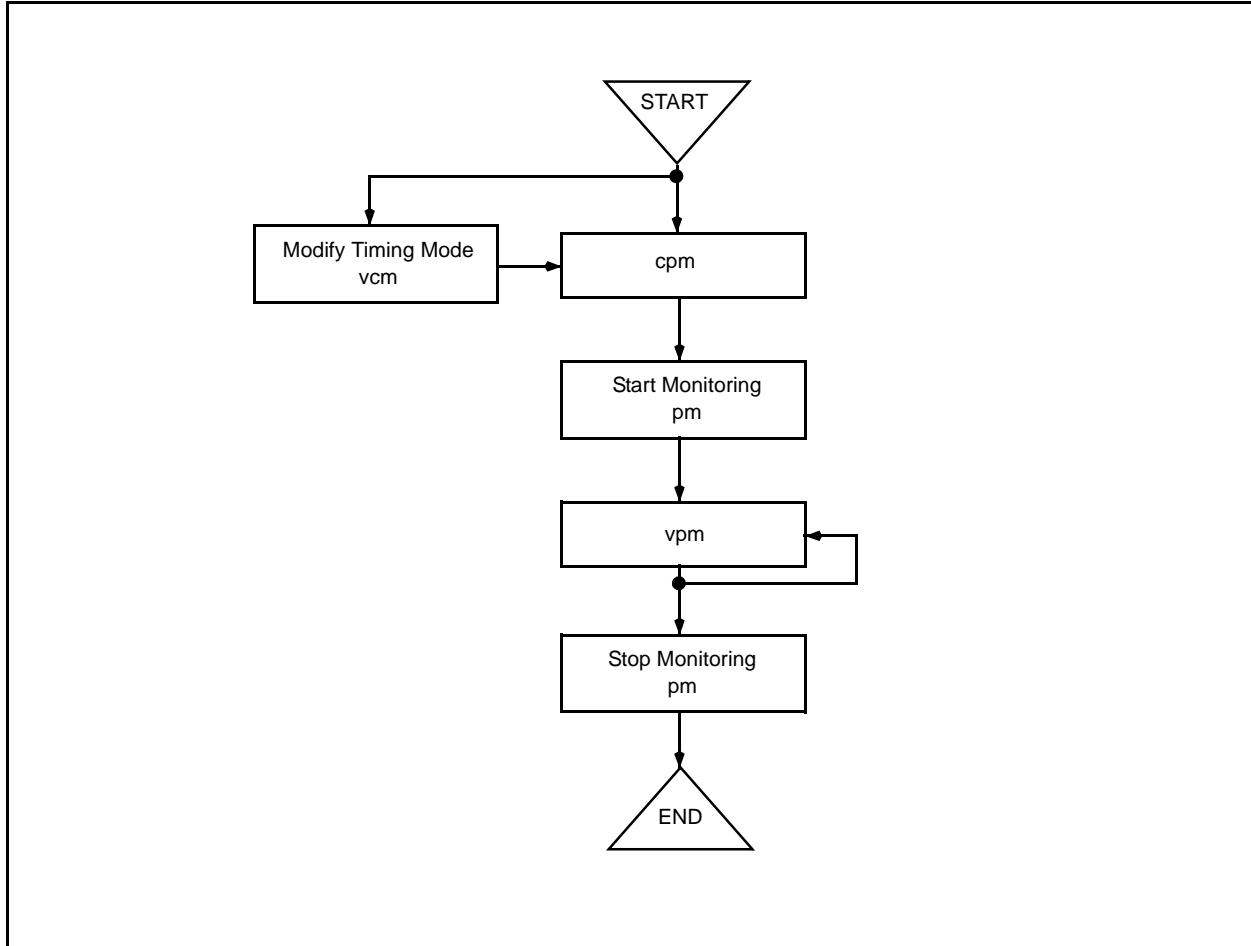 START
Modify Timing Mode
vcm
cpm
Start Monitoring
pm
vpm
Stop Monitoring
pm
END